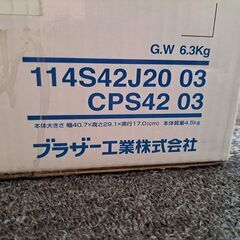 G.W 6.3Kg
114S42J20 03
CPS42 03
本体大きさ 幅40.7×高さ29.1×奥行17.0(cm) 本体質量4.5kg
ブラザー工業株式会社